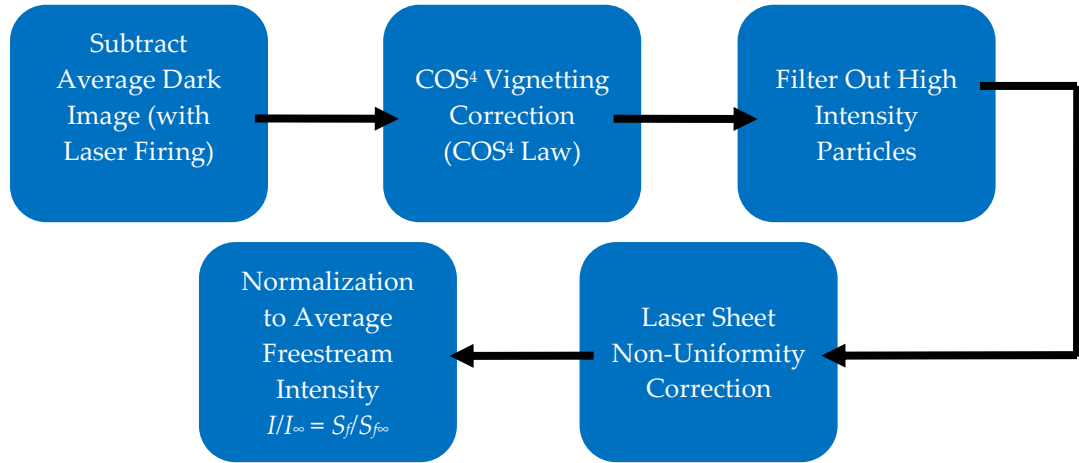 Subtract
Average Dark
Image (with
Laser Firing)
COS⁴ Vignetting
Correction
(COS⁴ Law)
Filter Out High
Intensity
Particles
Laser Sheet
Non-Uniformity
Correction
Normalization
to Average
Freestream
Intensity
I/I∞ = Sf/Sf∞